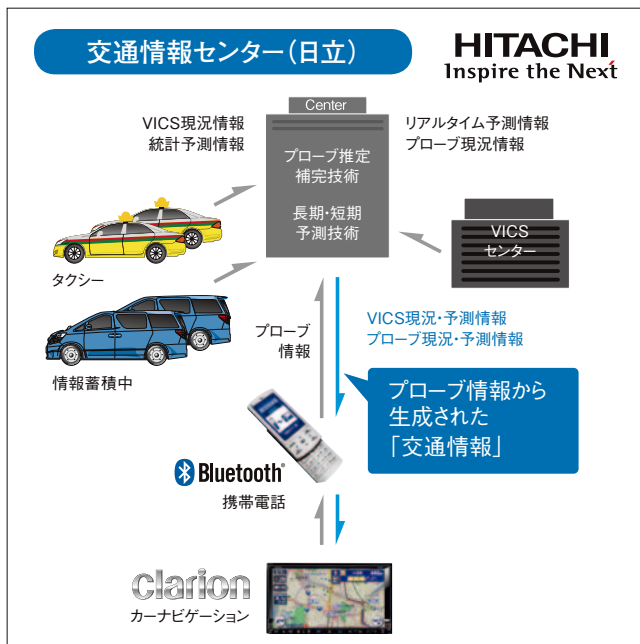 交通情報センター(日立)
HITACHI
Inspire the Next
Center
VICS現況情報
統計予測情報
リアルタイム予測情報
プローブ現況情報
プローブ推定
補完技術
長期・短期
予測技術
VICS
センター
タクシー
プローブ
情報
VICS現況・予測情報
プローブ現況・予測情報
情報蓄積中
プローブ情報から
生成された
「交通情報」
Bluetooth®
携帯電話
clarion
カーナビゲーション